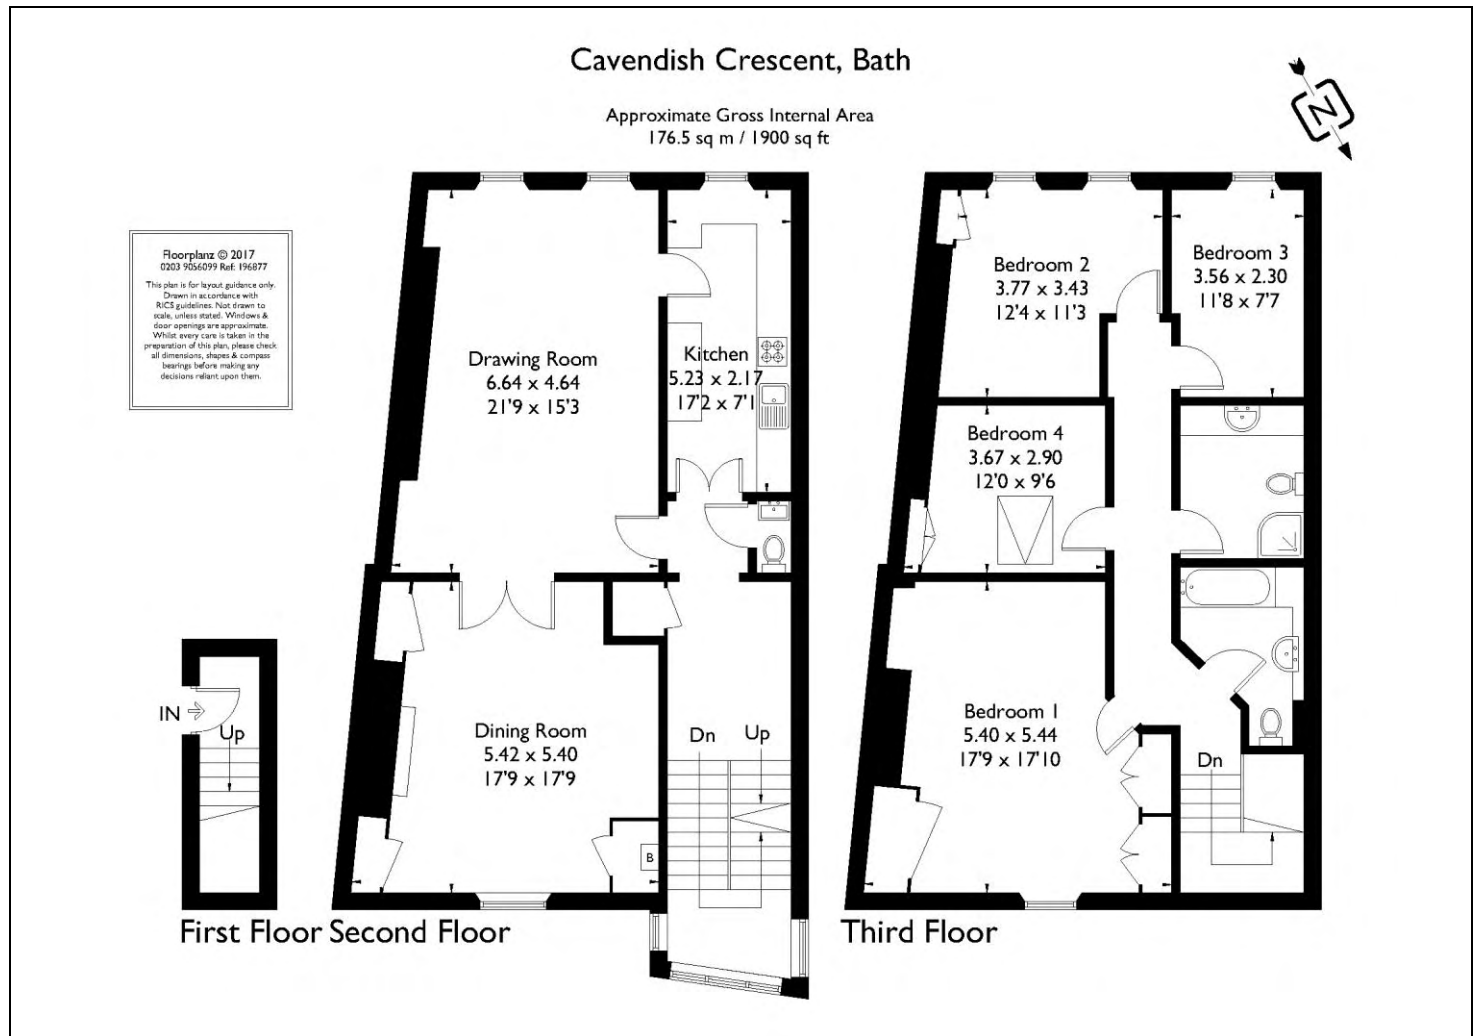 Cavendish Crescent, Bath
Approximate Gross Internal Area
176.5 sq m / 1900 sq ft
N
Floorplanz © 2017
0203 9056099 Ref: 196877
This plan is for layout guidance only.
Drawn in accordance with
RICS guidelines. Not drawn to
scale, unless stated. Windows &
door openings are approximate.
Whilst every care is taken in the
preparation of this plan, please check
all dimensions, shapes & compass
bearings before making any
decisions reliant upon them.
Drawing Room
6.64 x 4.64
21'9 x 15'3
Kitchen
5.23 x 2.17
17'2 x 7'1
Dining Room
5.42 x 5.40
17'9 x 17'9
Dn
Up
B
IN
Up
Bedroom 2
3.77 x 3.43
12'4 x 11'3
Bedroom 3
3.56 x 2.30
11'8 x 7'7
Bedroom 4
3.67 x 2.90
12'0 x 9'6
Bedroom 1
5.40 x 5.44
17'9 x 17'10
Dn
First Floor
Second Floor
Third Floor